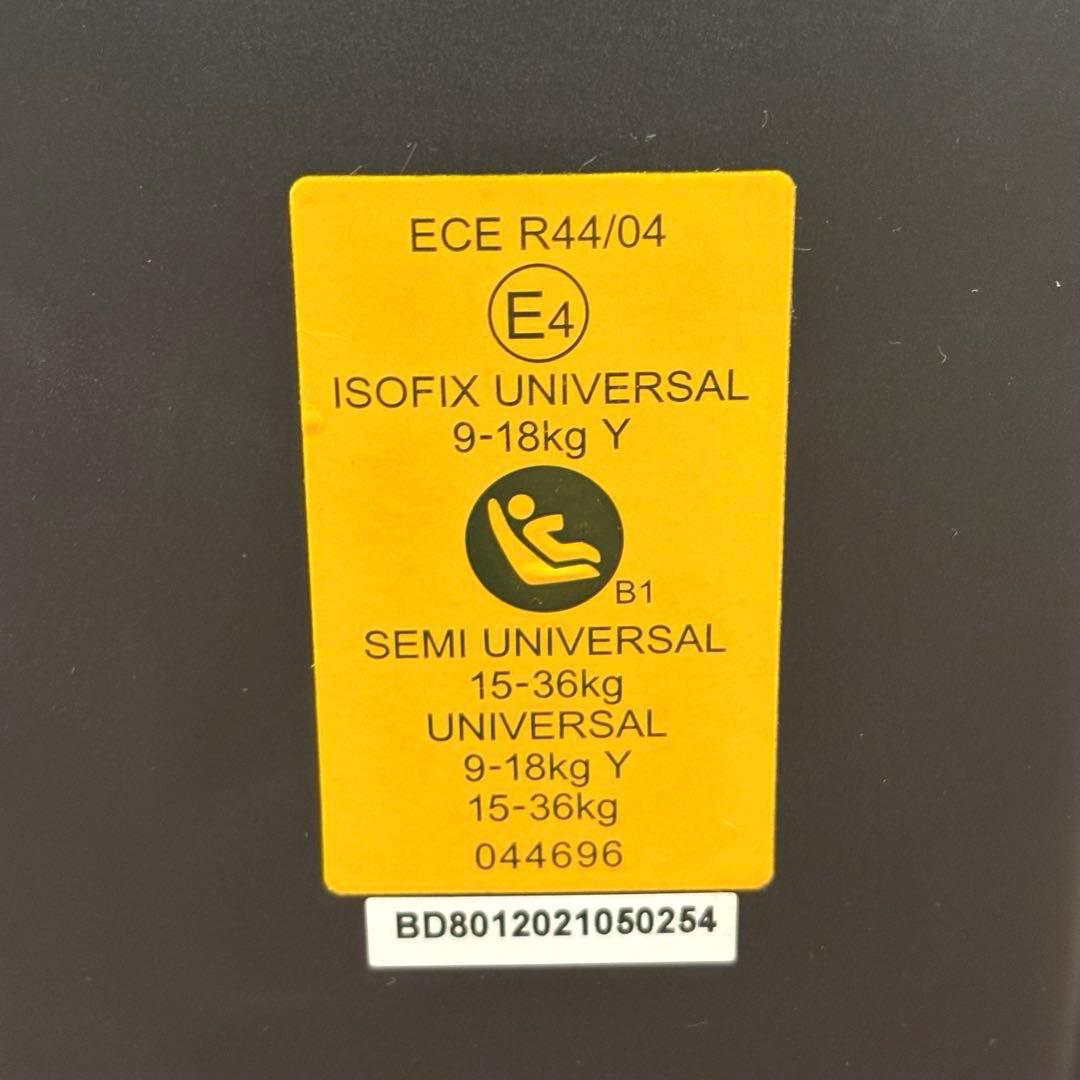 ECE R44/04
E4
ISOFIX UNIVERSAL
9-18kg Y
B1
SEMI UNIVERSAL
15-36kg
UNIVERSAL
9-18kg Y
15-36kg
044696
BD8012021050254